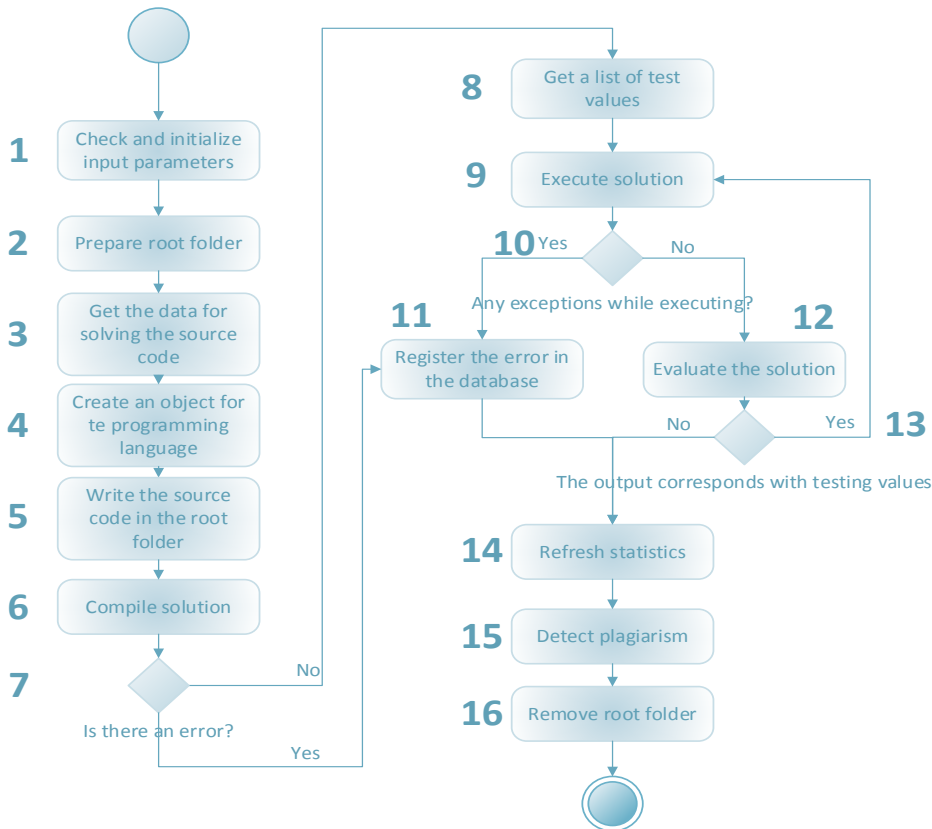 1
Check and initialize
input parameters
2
Prepare root folder
3
Get the data for
solving the source
code
4
Create an object for
te programming
language
5
Write the source
code in the root
folder
6
Compile solution
7
No
Is there an error?
Yes
8
Get a list of test
values
9
Execute solution
10
Yes
No
Any exceptions while executing?
11
Register the error in
the database
12
Evaluate the solution
No
Yes
13
The output corresponds with testing values
14
Refresh statistics
15
Detect plagiarism
16
Remove root folder